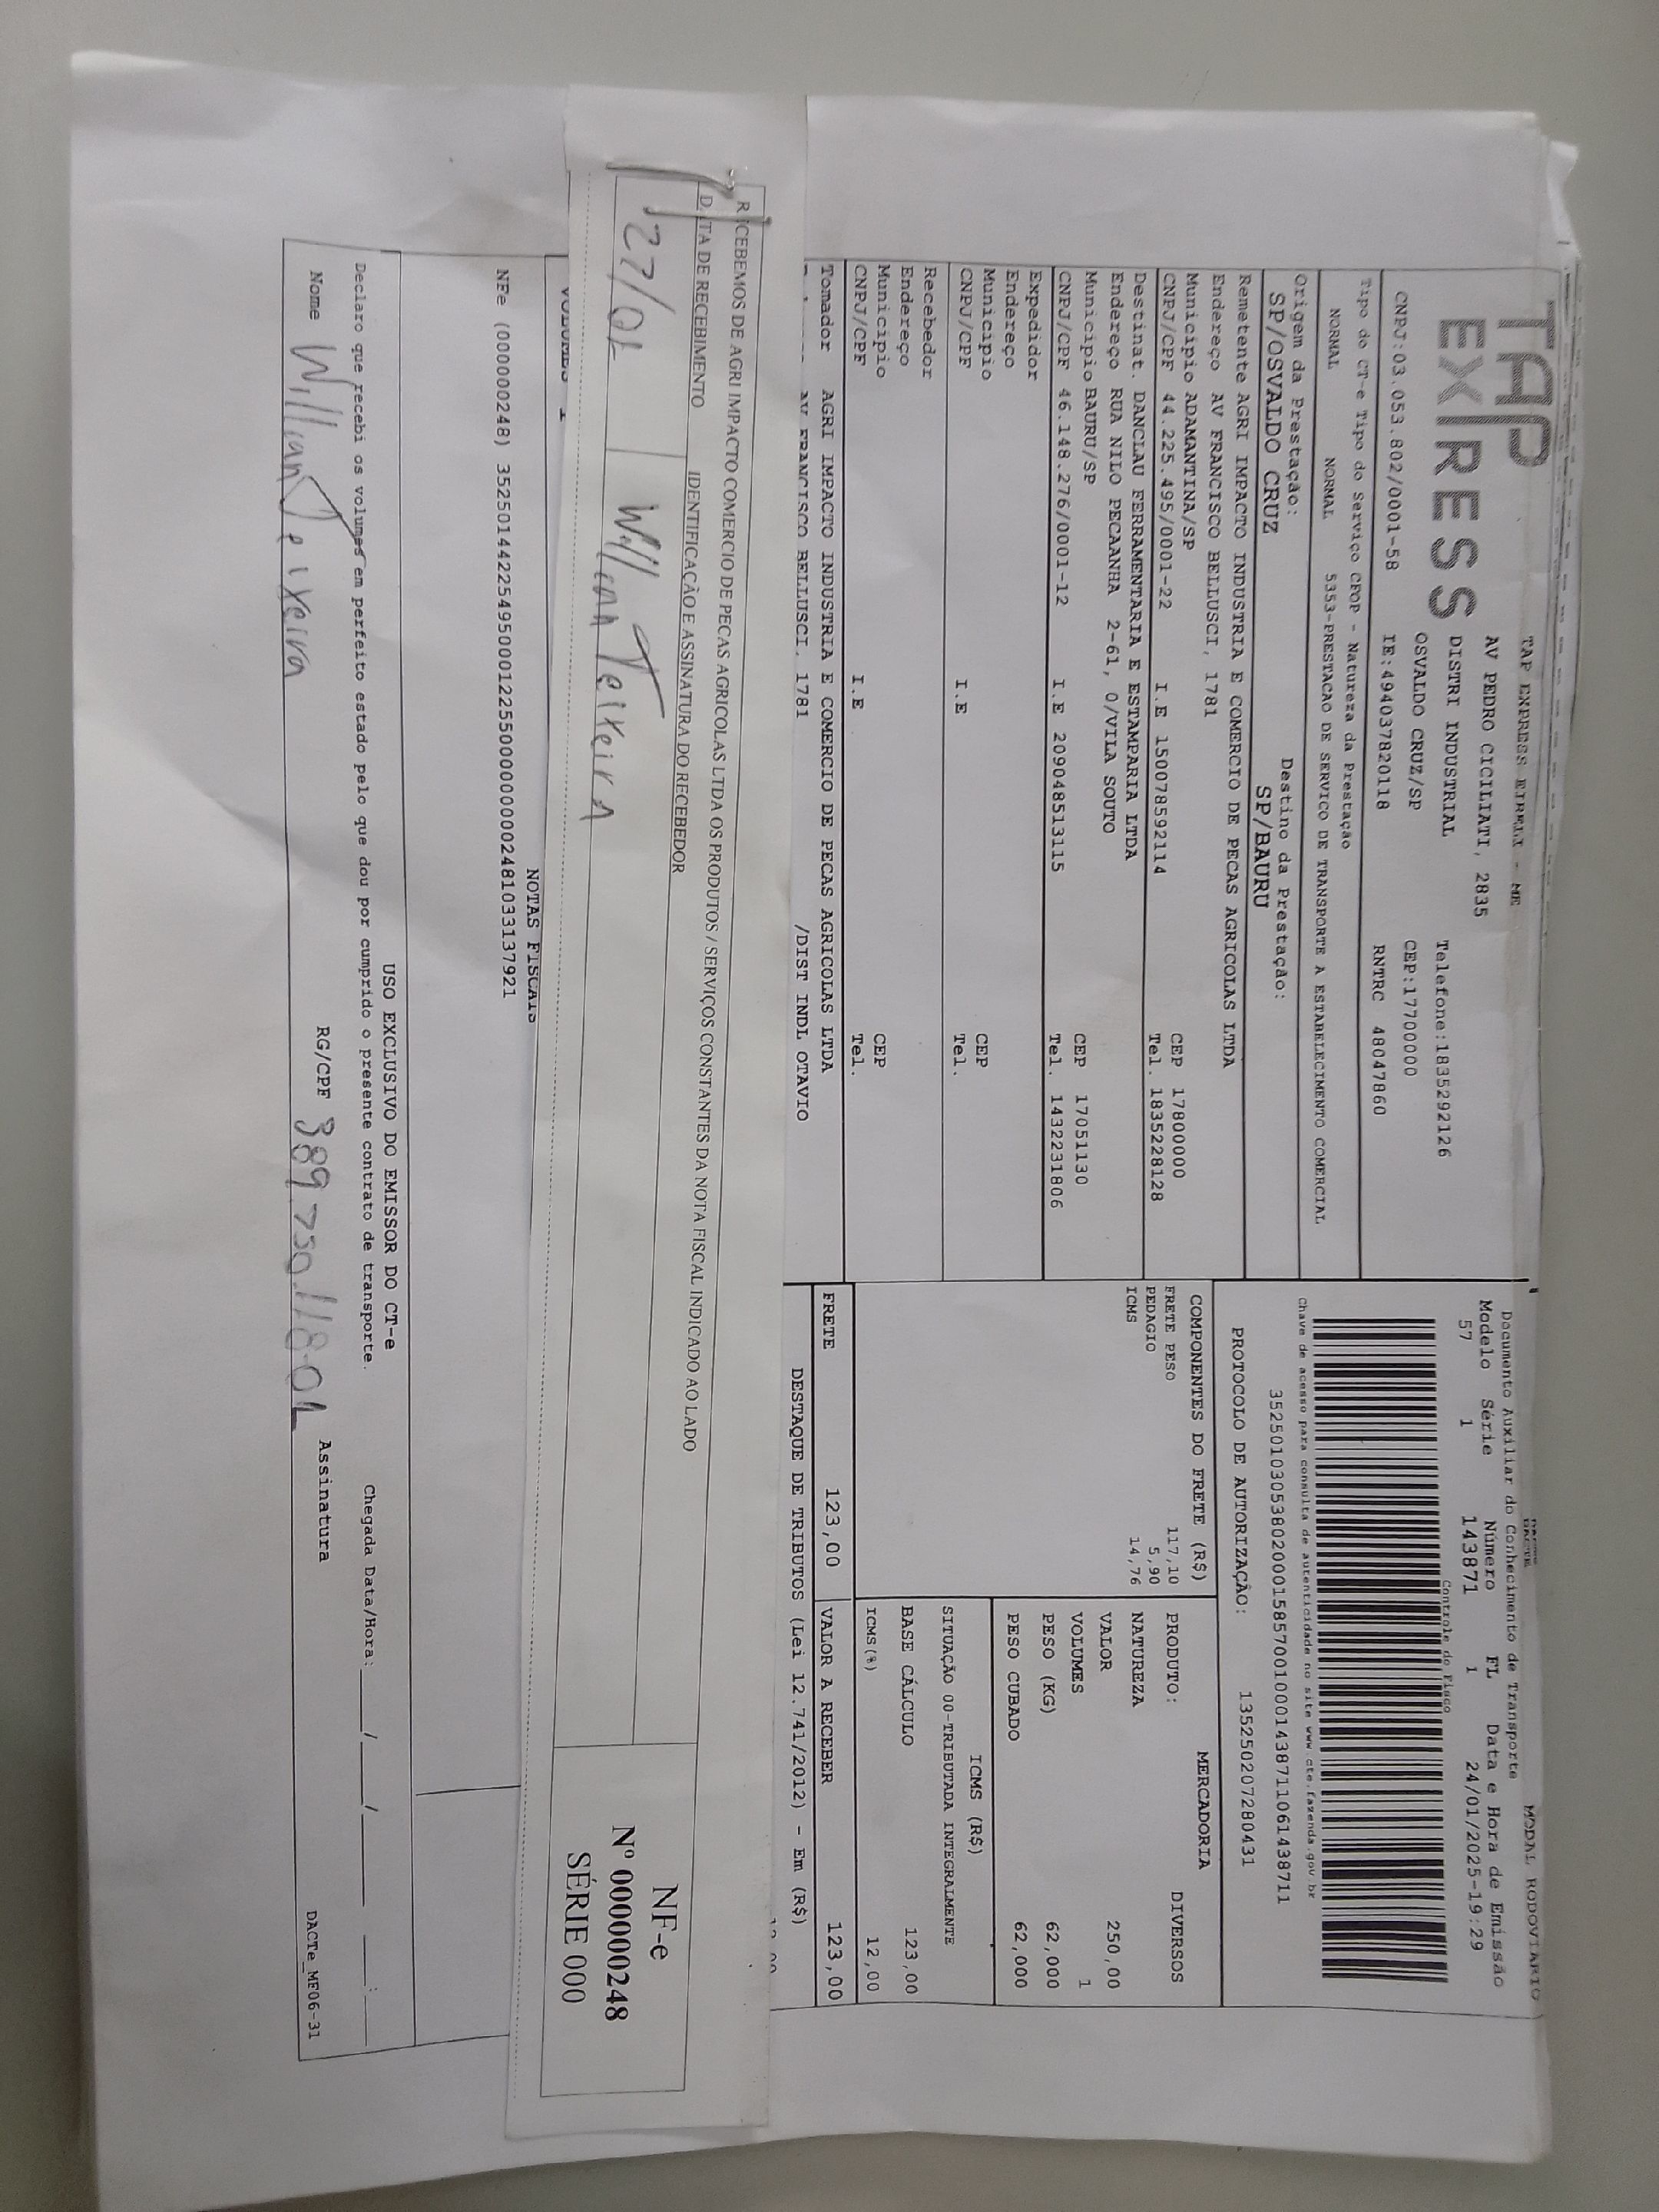 TAP
EXPRESS
TAP EXPRESS EIRELI - ME
AV PEDRO CICILIATI, 2835
DISTRI INDUSTRIAL Telefone:1835292126
OSVALDO CRUZ/SP CEP:17700000
CNPJ:03.053.802/0001-58 IE:494037820118 RNTRC 48047860
Tipo do CT-e Tipo do Serviço CFOP - Natureza da Prestação
NORMAL NORMAL 5353-PRESTACAO DE SERVICO DE TRANSPORTE A ESTABELECIMENTO COMERCIAL
Origem da Prestação: Destino da Prestação:
SP/OSVALDO CRUZ SP/BAURU
Remetente AGRI IMPACTO INDUSTRIA E COMERCIO DE PECAS AGRICOLAS LTDA
Endereço AV FRANCISCO BELLUSCI, 1781
Município ADAMANTINA/SP CEP 17800000
CNPJ/CPF 44.225.495/0001-22 I.E 150078592114 Tel. 1835228128
Destinat. DANCLAU FERRAMENTARIA E ESTAMPARIA LTDA
Endereço RUA NILO PECAANHA 2-61, 0/VILA SOUTO
Município BAURU/SP CEP 17051130
CNPJ/CPF 46.148.276/0001-12 I.E 209048513115 Tel. 1432231806
Expedidor
Endereço
Município CEP
CNPJ/CPF I.E Tel.
Recebedor
Endereço
Município CEP
CNPJ/CPF I.E Tel.
Tomador AGRI IMPACTO INDUSTRIA E COMERCIO DE PECAS AGRICOLAS LTDA
AV FRANCISCO BELLUSCI, 1781 /DIST INDL OTAVIO
DACTE MODAL RODOVIARIO
Documento Auxiliar do Conhecimento de Transporte
Modelo Série Número FL Data e Hora de Emissão
57 1 143871 1 24/01/2025-19:29
Controle do Fisco
Chave de acesso para consulta de autenticidade no site www.cte.fazenda.gov.br
35250103053802000158570010001438711061438711
PROTOCOLO DE AUTORIZAÇÃO: 135250207280431
COMPONENTES DO FRETE (R$)
FRETE PESO 117,10
PEDAGIO 5,90
ICMS 14,76
MERCADORIA
PRODUTO: DIVERSOS
NATUREZA
VALOR 250,00
VOLUMES 1
PESO (KG) 62,000
PESO CUBADO 62,000
ICMS (R$)
SITUAÇÃO 00-TRIBUTADA INTEGRALMENTE
BASE CÁLCULO 123,00
ICMS(%) 12,00
FRETE 123,00 VALOR A RECEBER 123,00
DESTAQUE DE TRIBUTOS (Lei 12.741/2012) - Em (R$)
RECEBEMOS DE AGRI IMPACTO COMERCIO DE PECAS AGRICOLAS LTDA OS PRODUTOS / SERVIÇOS CONSTANTES DA NOTA FISCAL INDICADO AO LADO
DATA DE RECEBIMENTO IDENTIFICAÇÃO E ASSINATURA DO RECEBEDOR
27/01 Willian Teixeira
NF-e
Nº 000000248
SÉRIE 000
VOLUMES 1
NOTAS FISCAIS
NFe (000000248) 35250144225495000122550000000002481033137921
USO EXCLUSIVO DO EMISSOR DO CT-e
Declaro que recebi os volumes em perfeito estado pelo que dou por cumprido o presente contrato de transporte. Chegada Data/Hora:____/____/______ ___:___
Nome Willian Teixeira RG/CPF 389.750.118-01 Assinatura
DACTe_MF06-31